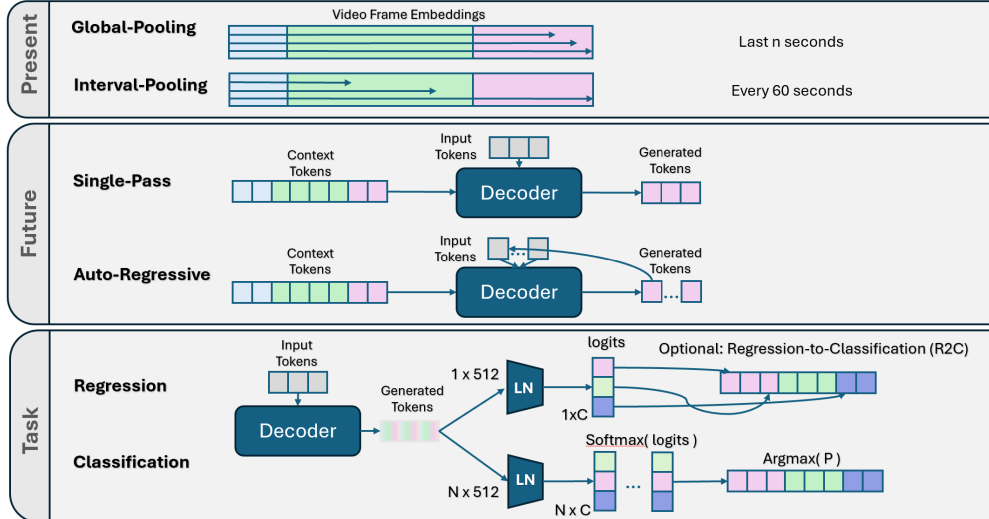 Present
Global-Pooling
Video Frame Embeddings
Last n seconds
Interval-Pooling
Every 60 seconds
Future
Single-Pass
Context
Tokens
Input
Tokens
Decoder
Generated
Tokens
Auto-Regressive
Context
Tokens
Input
Tokens
...
Decoder
Generated
Tokens
...
Task
Regression
Classification
Input
Tokens
Decoder
Generated
Tokens
1 x 512
LN
logits
1xC
Optional: Regression-to-Classification (R2C)
N x 512
LN
Softmax( logits )
...
N x C
Argmax( P )